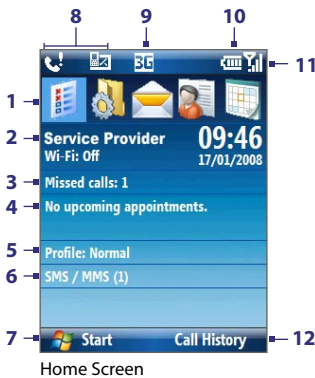 8 9 10
3G
11
1
2 Service Provider 09:46
Wi-Fi: Off 17/01/2008
3 Missed calls: 1
4 No upcoming appointments.
5 Profile: Normal
6 SMS / MMS (1)
7 Start Call History 12
Home Screen